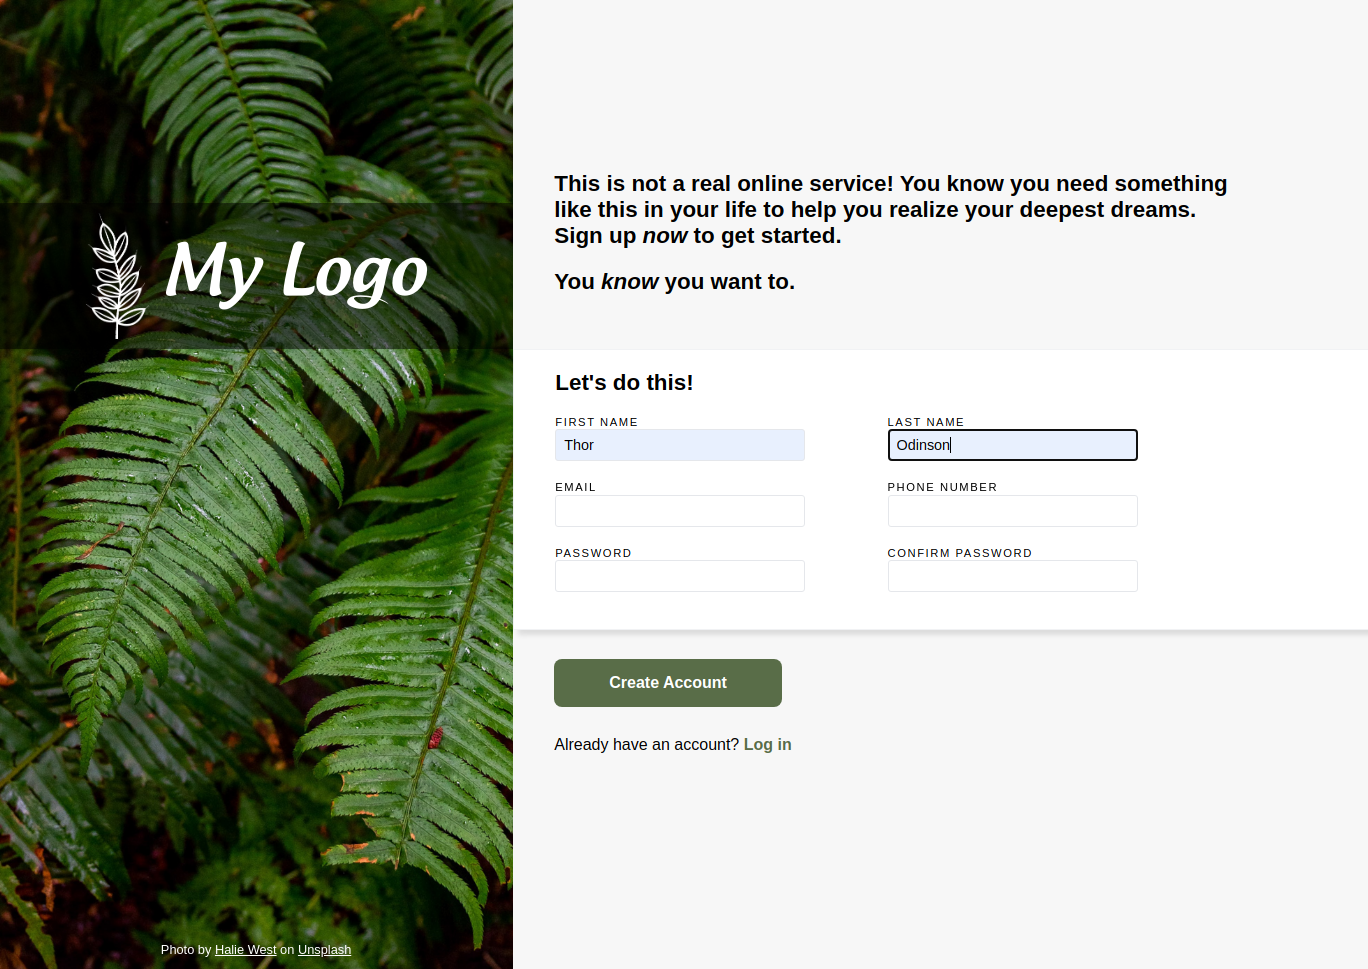 My Logo
Photo by Halie West on Unsplash
This is not a real online service! You know you need something
like this in your life to help you realize your deepest dreams.
Sign up now to get started.
You know you want to.
Let's do this!
FIRST NAME
Thor
LAST NAME
Odinson
EMAIL
PHONE NUMBER
PASSWORD
CONFIRM PASSWORD
Create Account
Already have an account? Log in